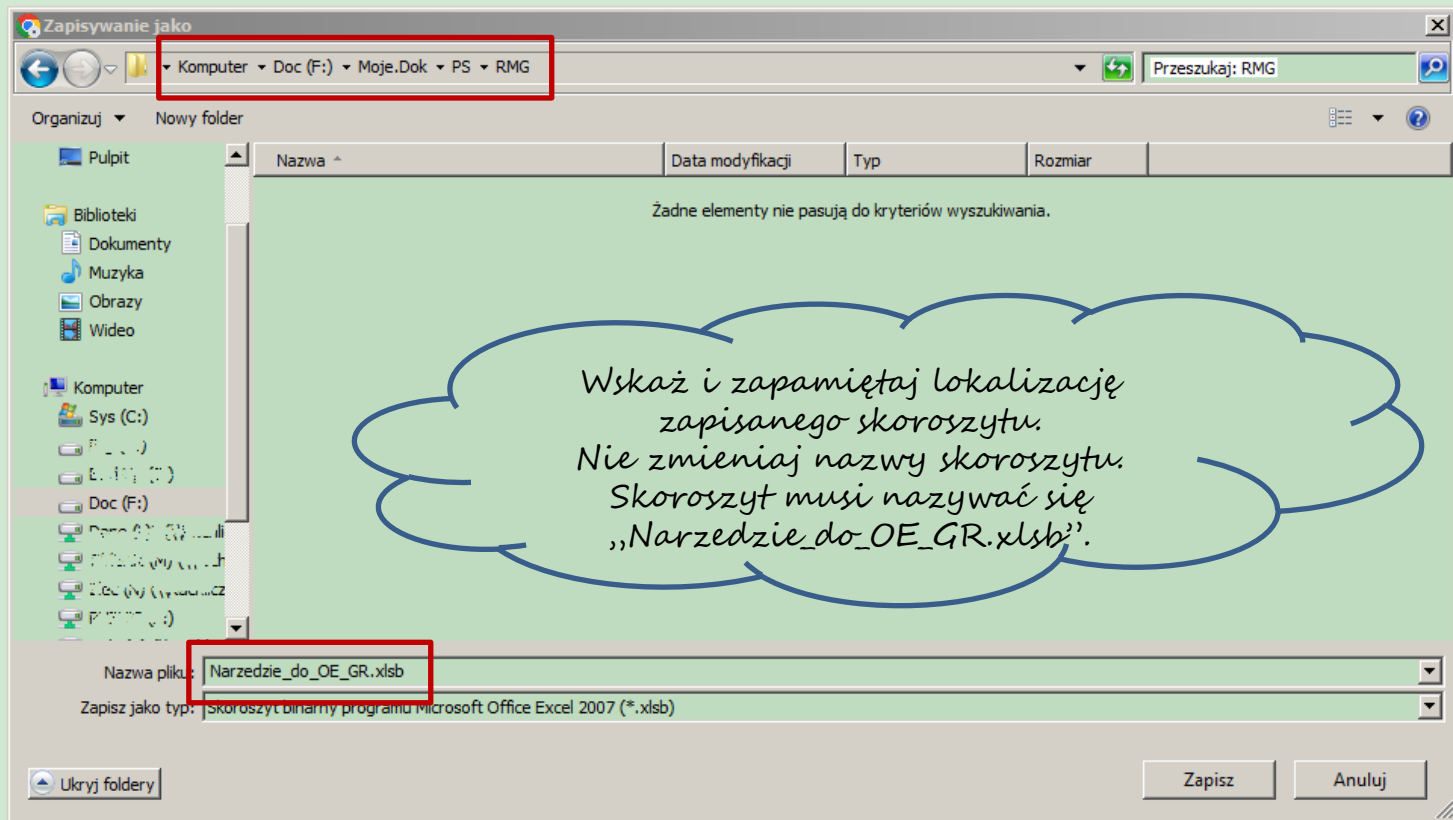 Zapisywanie jako
Komputer Doc (F:) Moje.Dok PS RMG
Przeszukaj: RMG
Organizuj Nowy folder
Pulpit
Nazwa Data modyfikacji Typ Rozmiar
Żadne elementy nie pasują do kryteriów wyszukiwania.
Biblioteki
Dokumenty
Muzyka
Obrazy
Wideo
Komputer
Sys (C:)
Doc (F:)
Wskaż i zapamiętaj lokalizację
zapisanego skoroszytu.
Nie zmieniaj nazwy skoroszytu.
Skoroszyt musi nazywać się
,,Narzedzie_do_OE_GR.xlsb”.
Nazwa pliku: Narzedzie_do_OE_GR.xlsb
Zapisz jako typ: Skoroszyt binarny programu Microsoft Office Excel 2007 (*.xlsb)
Ukryj foldery
Zapisz Anuluj